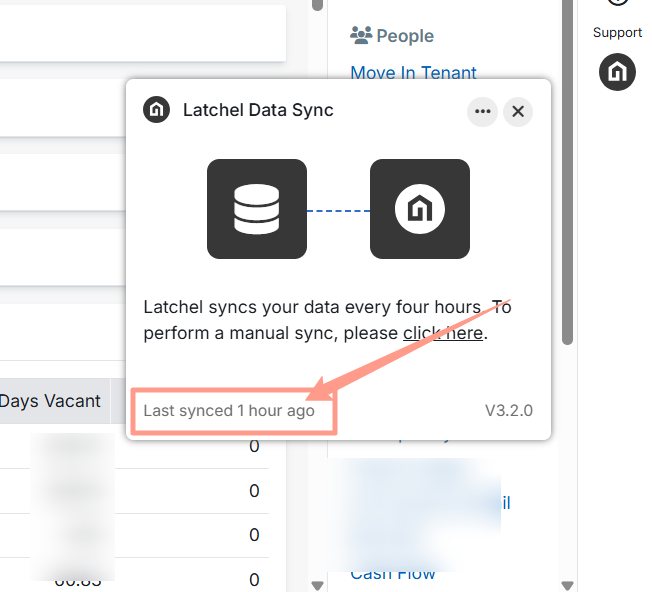 Support
People
Move In Tenant
Latchel Data Sync
Latchel syncs your data every four hours. To
perform a manual sync, please click here.
Last synced 1 hour ago
V3.2.0
Days Vacant
0
0
0
0
il
Cash Flow